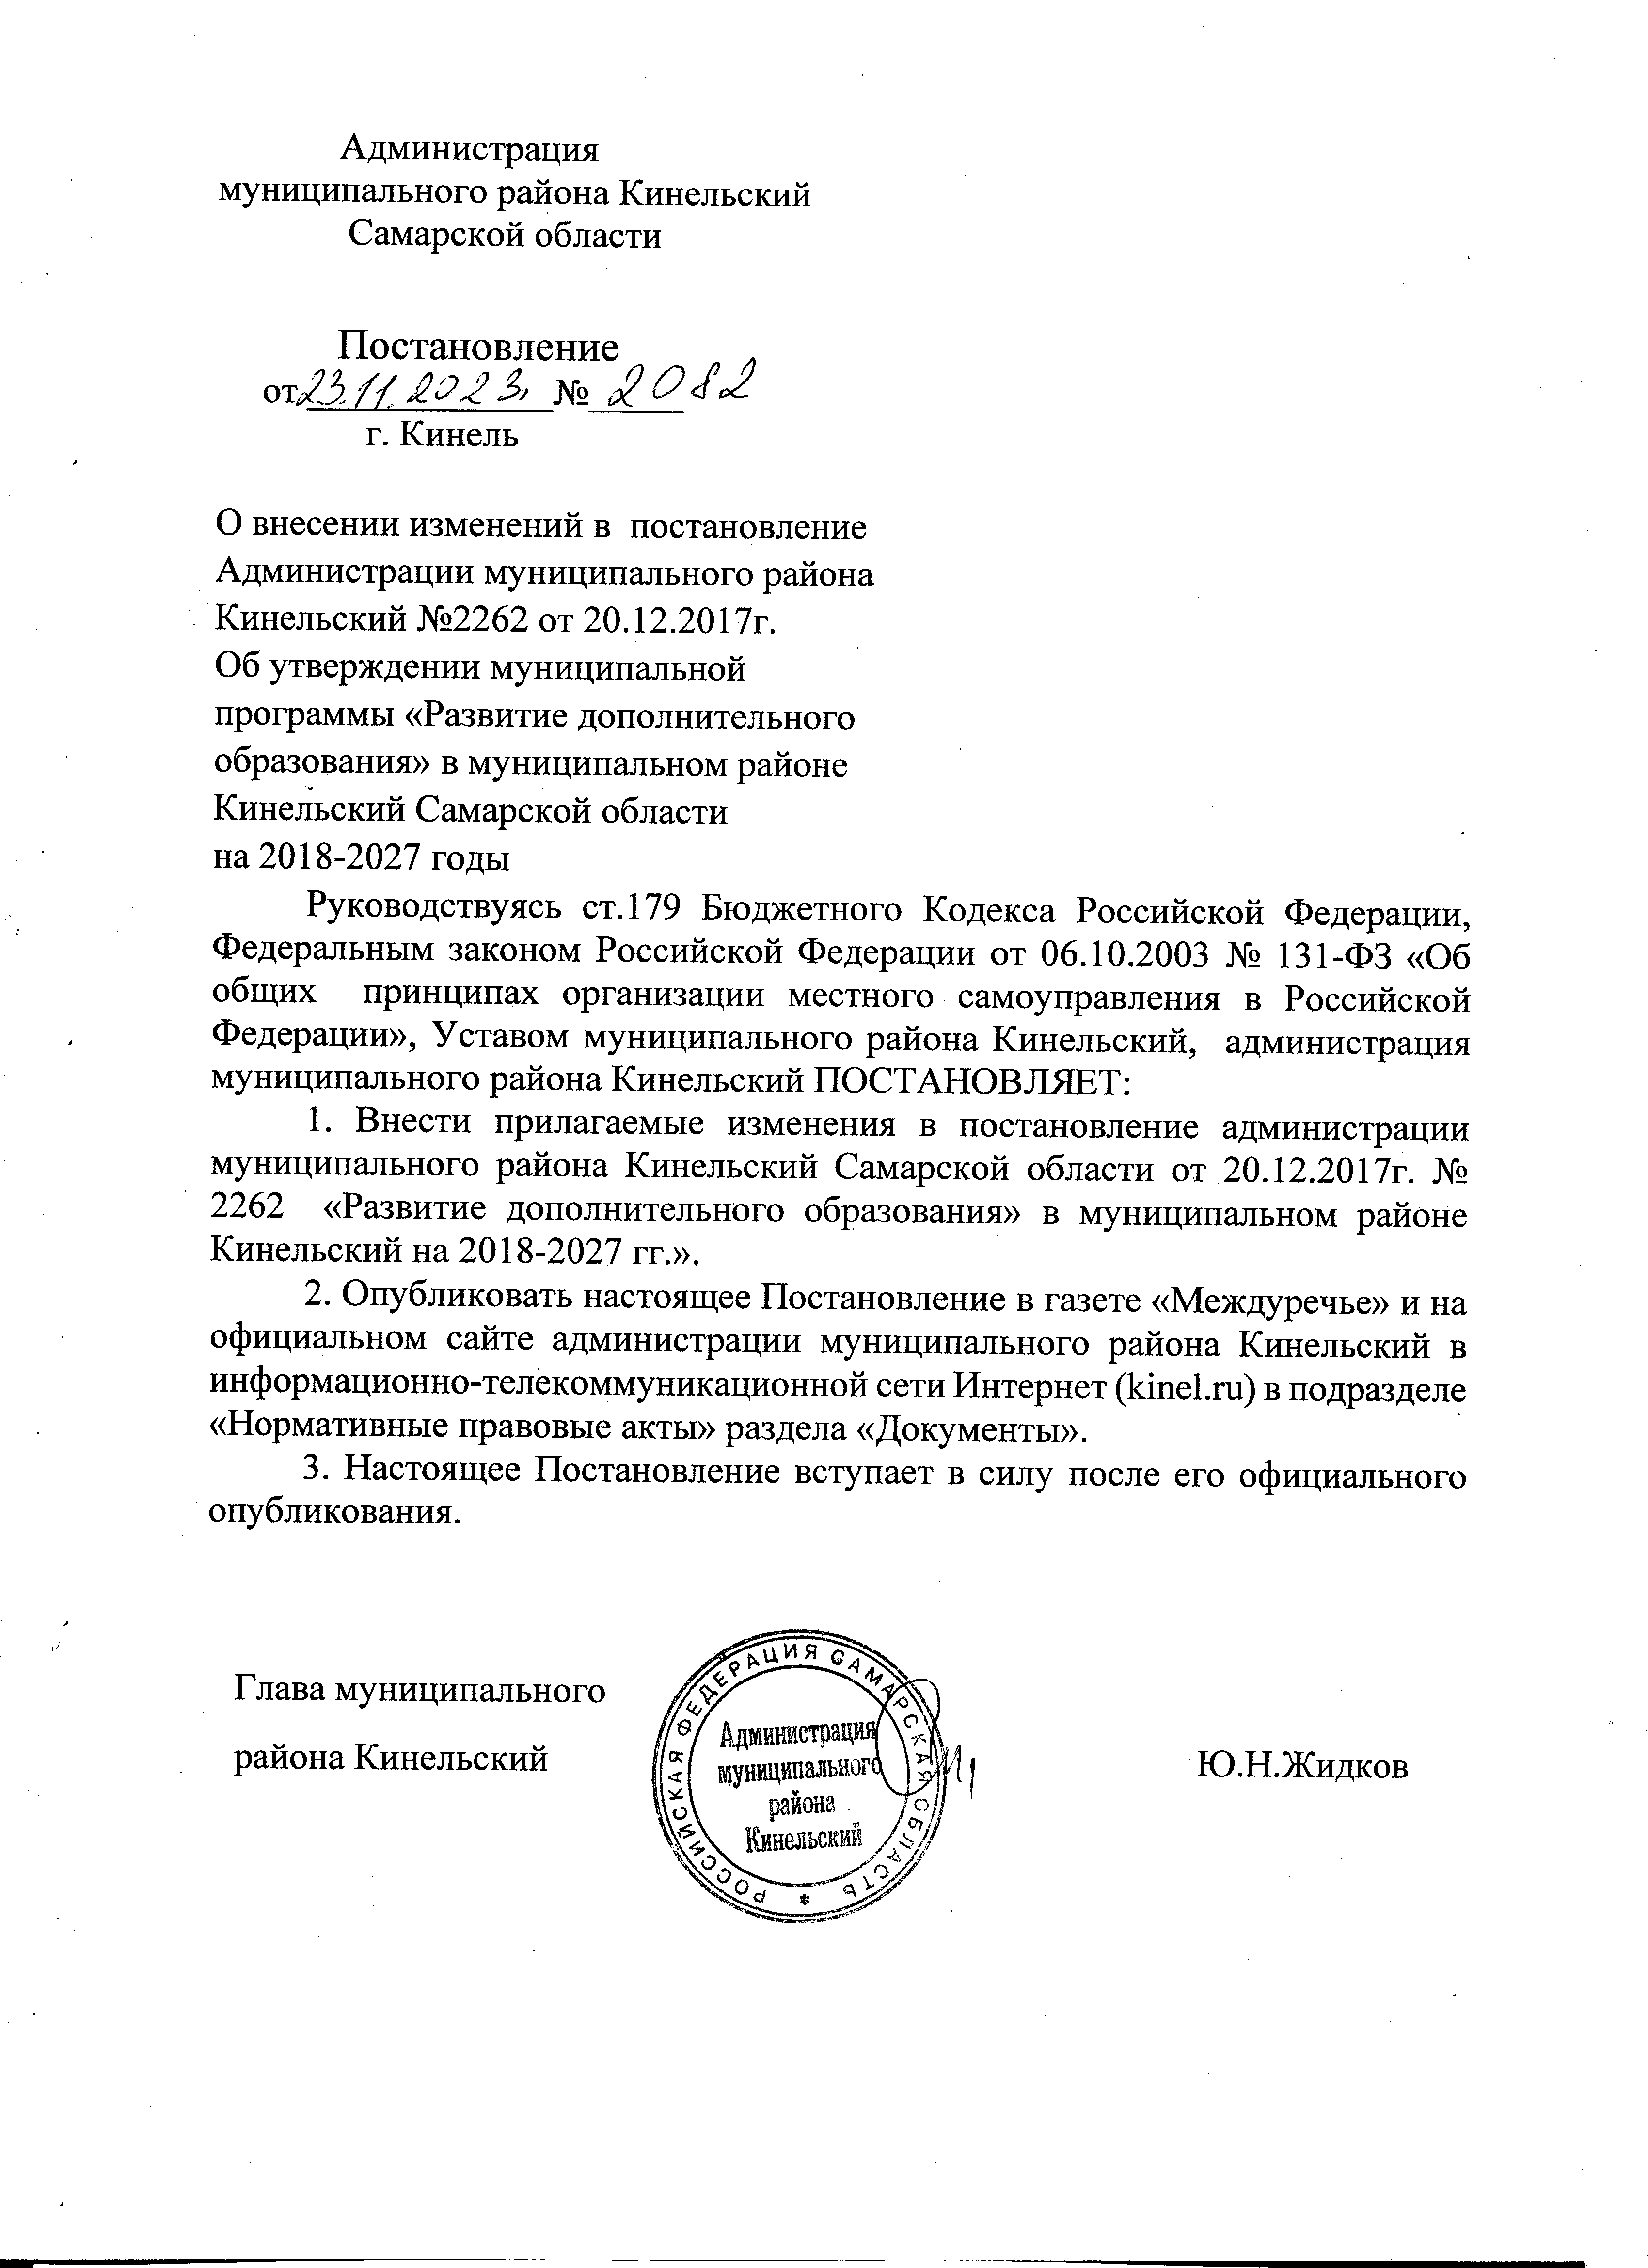 Администрация
муниципального района Кинельский
Самарской области
Постановление
от 23.11.2023, № 2082
г. Кинель
О внесении изменений в постановление
Администрации муниципального района
Кинельский №2262 от 20.12.2017г.
Об утверждении муниципальной
программы «Развитие дополнительного
образования» в муниципальном районе
Кинельский Самарской области
на 2018-2027 годы
Руководствуясь ст.179 Бюджетного Кодекса Российской Федерации,
Федеральным законом Российской Федерации от 06.10.2003 № 131-ФЗ «Об
общих принципах организации местного самоуправления в Российской
Федерации», Уставом муниципального района Кинельский, администрация
муниципального района Кинельский ПОСТАНОВЛЯЕТ:
1. Внести прилагаемые изменения в постановление администрации
муниципального района Кинельский Самарской области от 20.12.2017г. №
2262 «Развитие дополнительного образования» в муниципальном районе
Кинельский на 2018-2027 гг.».
2. Опубликовать настоящее Постановление в газете «Междуречье» и на
официальном сайте администрации муниципального района Кинельский в
информационно-телекоммуникационной сети Интернет (kinel.ru) в подразделе
«Нормативные правовые акты» раздела «Документы».
3. Настоящее Постановление вступает в силу после его официального
опубликования.
Глава муниципального
района Кинельский
РОССИЙСКАЯ ФЕДЕРАЦИЯ САМАРСКАЯ ОБЛАСТЬ *
Администрация
муниципального
района
Кинельский
Ю.Н.Жидков